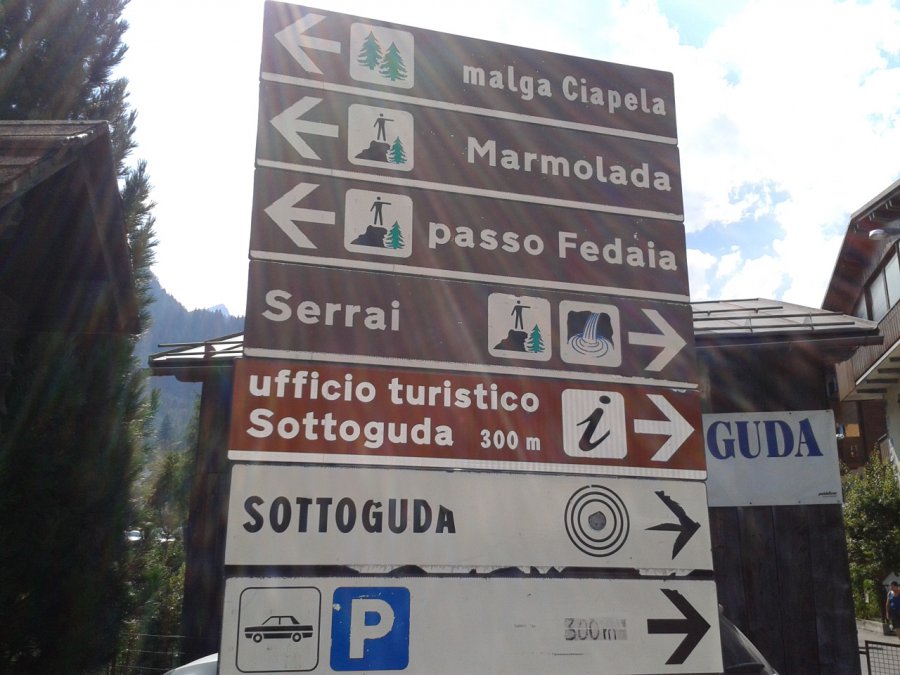 malga Ciapela
Marmolada
passo Fedaia
Serrai
ufficio turistico
Sottoguda 300 m
i
GUDA
SOTTOGUDA
P 300 m